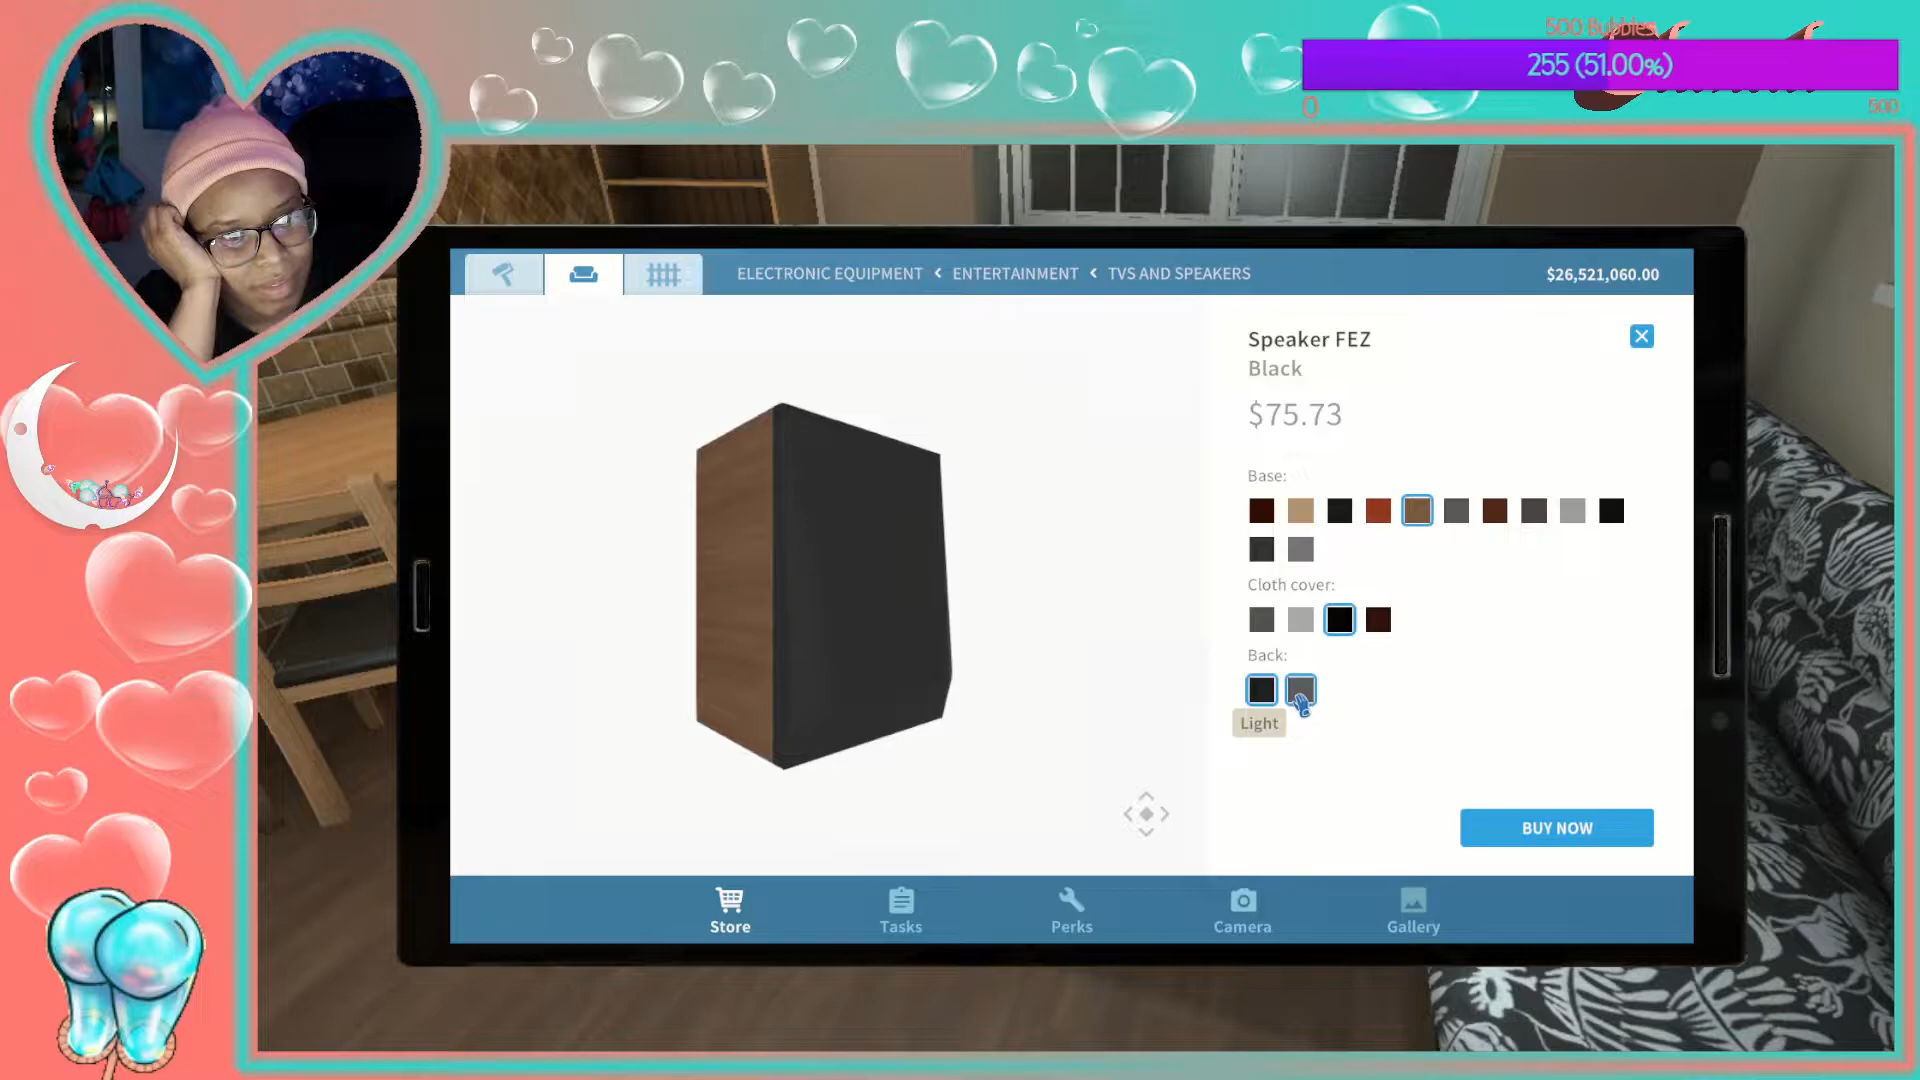 500 Bubbles
255 (51.00%)
0
500
ELECTRONIC EQUIPMENT < ENTERTAINMENT < TVS AND SPEAKERS
$26,521,060.00
Speaker FEZ
Black
$75.73
Base:
Cloth cover:
Back:
Light
BUY NOW
Store
Tasks
Perks
Camera
Gallery